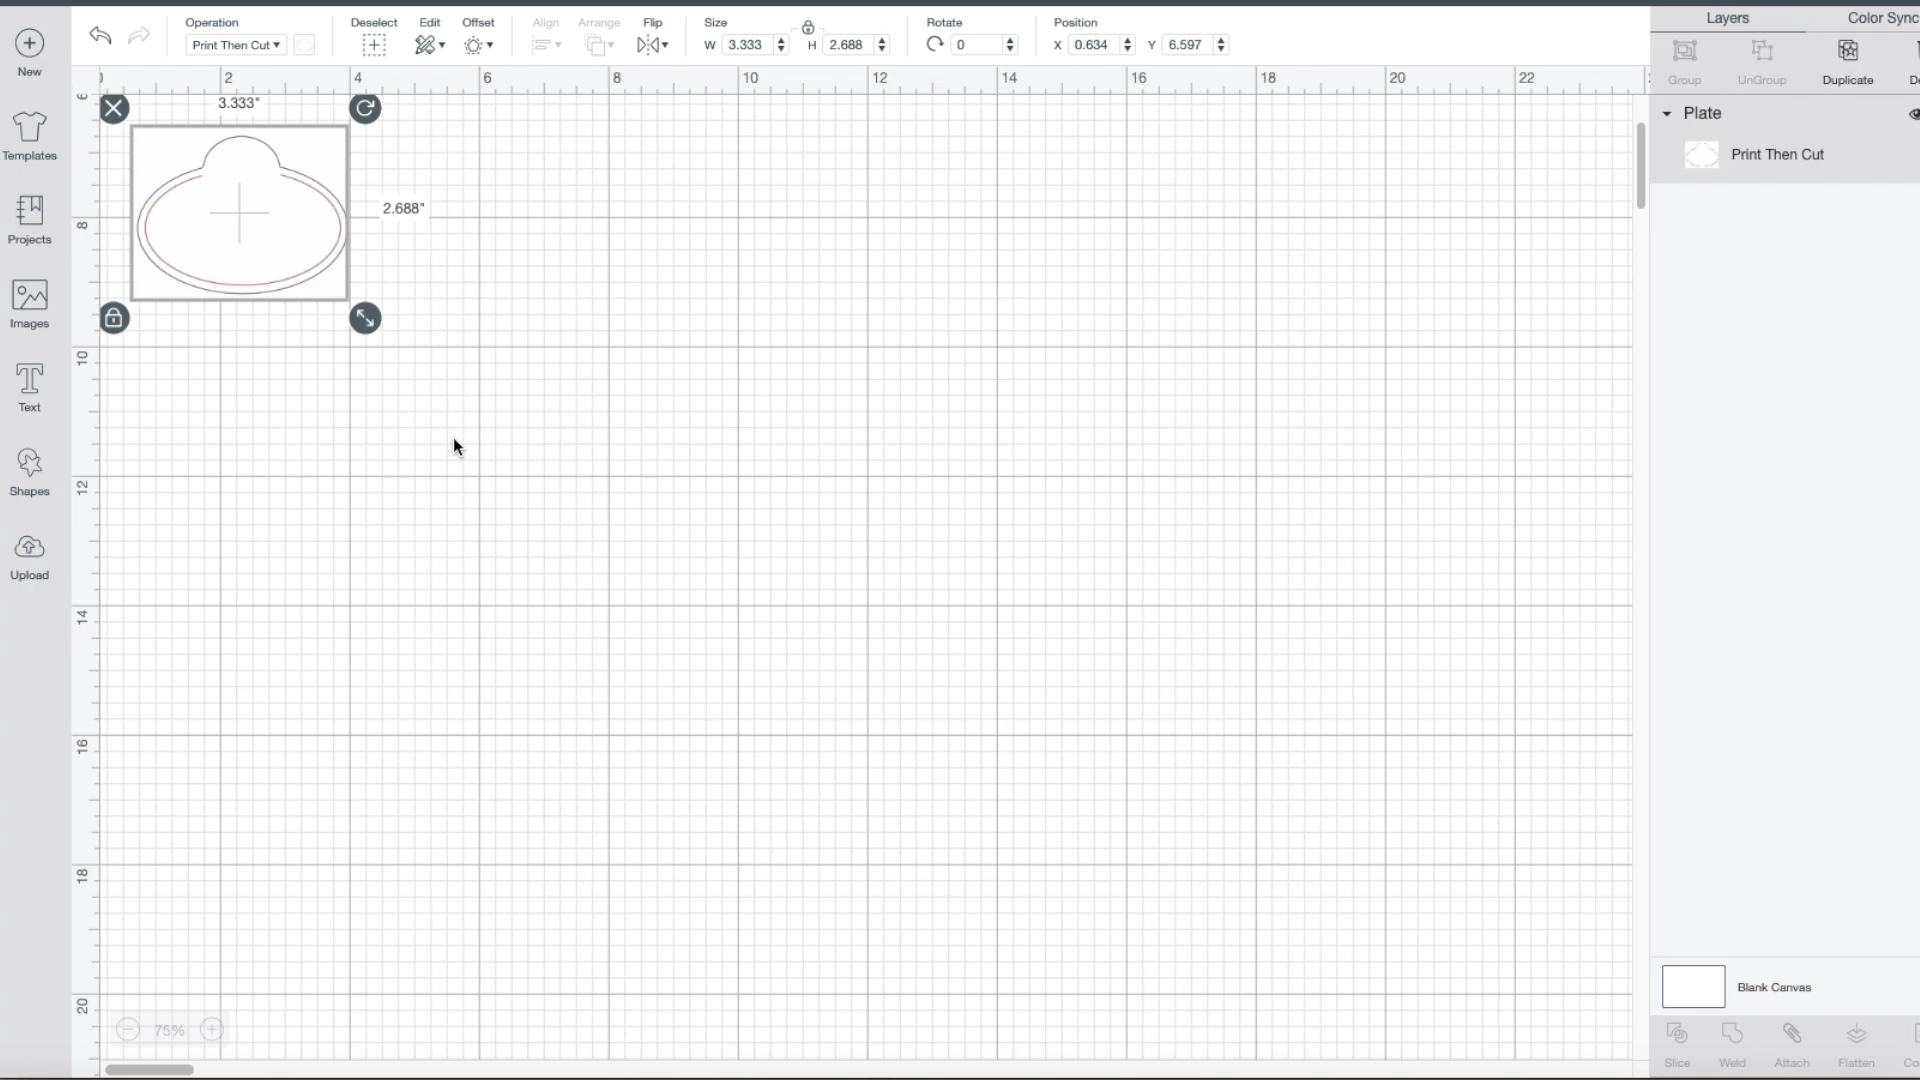 Operation
Deselect
Edit
Offset
Align
Arrange
Flip
Size
Rotate
Position
Print Then Cut
W 3.333
H 2.688
0
X 0.634
Y 6.597
New
Templates
Projects
Images
Text
Shapes
Upload
2
4
6
8
10
12
14
16
18
20
22
6
8
10
12
14
16
18
20
3.333"
2.688"
75%
Layers
Color Sync
Group
UnGroup
Duplicate
De
Plate
Print Then Cut
Blank Canvas
Slice
Weld
Attach
Flatten
Co